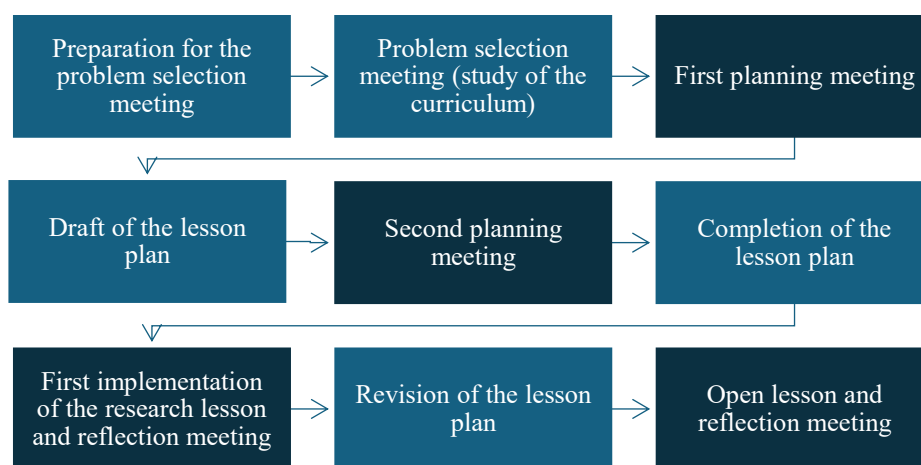 Preparation for the
problem selection
meeting
Problem selection
meeting (study of the
curriculum)
First planning meeting
Draft of the lesson
plan
Second planning
meeting
Completion of the
lesson plan
First implementation
of the research lesson
and reflection meeting
Revision of the lesson
plan
Open lesson and
reflection meeting